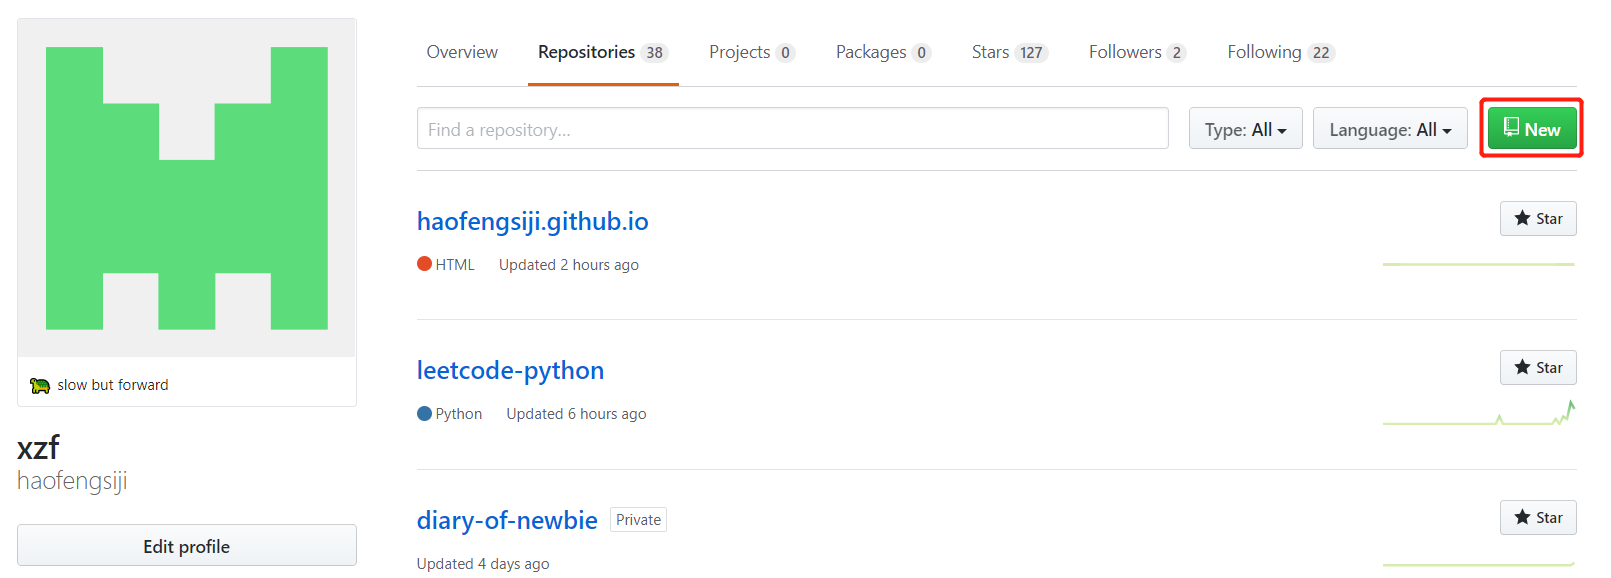 Overview Repositories 38 Projects 0 Packages 0 Stars 127 Followers 2 Following 22
Find a repository... Type: All Language: All New
haofengsiji.github.io Star
HTML Updated 2 hours ago
leetcode-python Star
Python Updated 6 hours ago
diary-of-newbie Private Star
Updated 4 days ago
slow but forward
xzf
haofengsiji
Edit profile